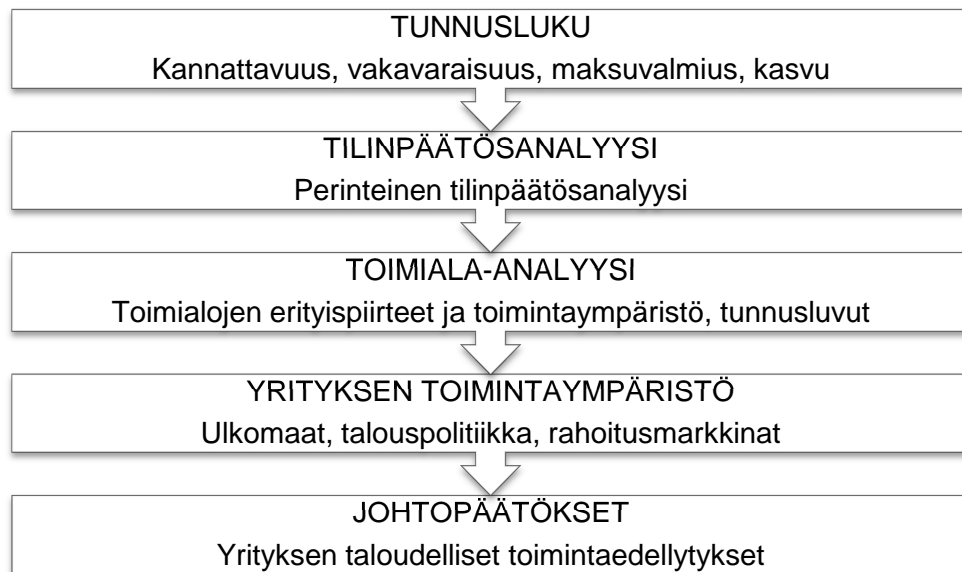 TUNNUSLUKU
Kannattavuus, vakavaraisuus, maksuvalmius, kasvu
TILINPÄÄTÖSANALYYSI
Perinteinen tilinpäätösanalyysi
TOIMIALA-ANALYYSI
Toimialojen erityispiirteet ja toimintaympäristö, tunnusluvut
YRITYKSEN TOIMINTAYMPÄRISTÖ
Ulkomaat, talouspolitiikka, rahoitusmarkkinat
JOHTOPÄÄTÖKSET
Yrityksen taloudelliset toimintaedellytykset